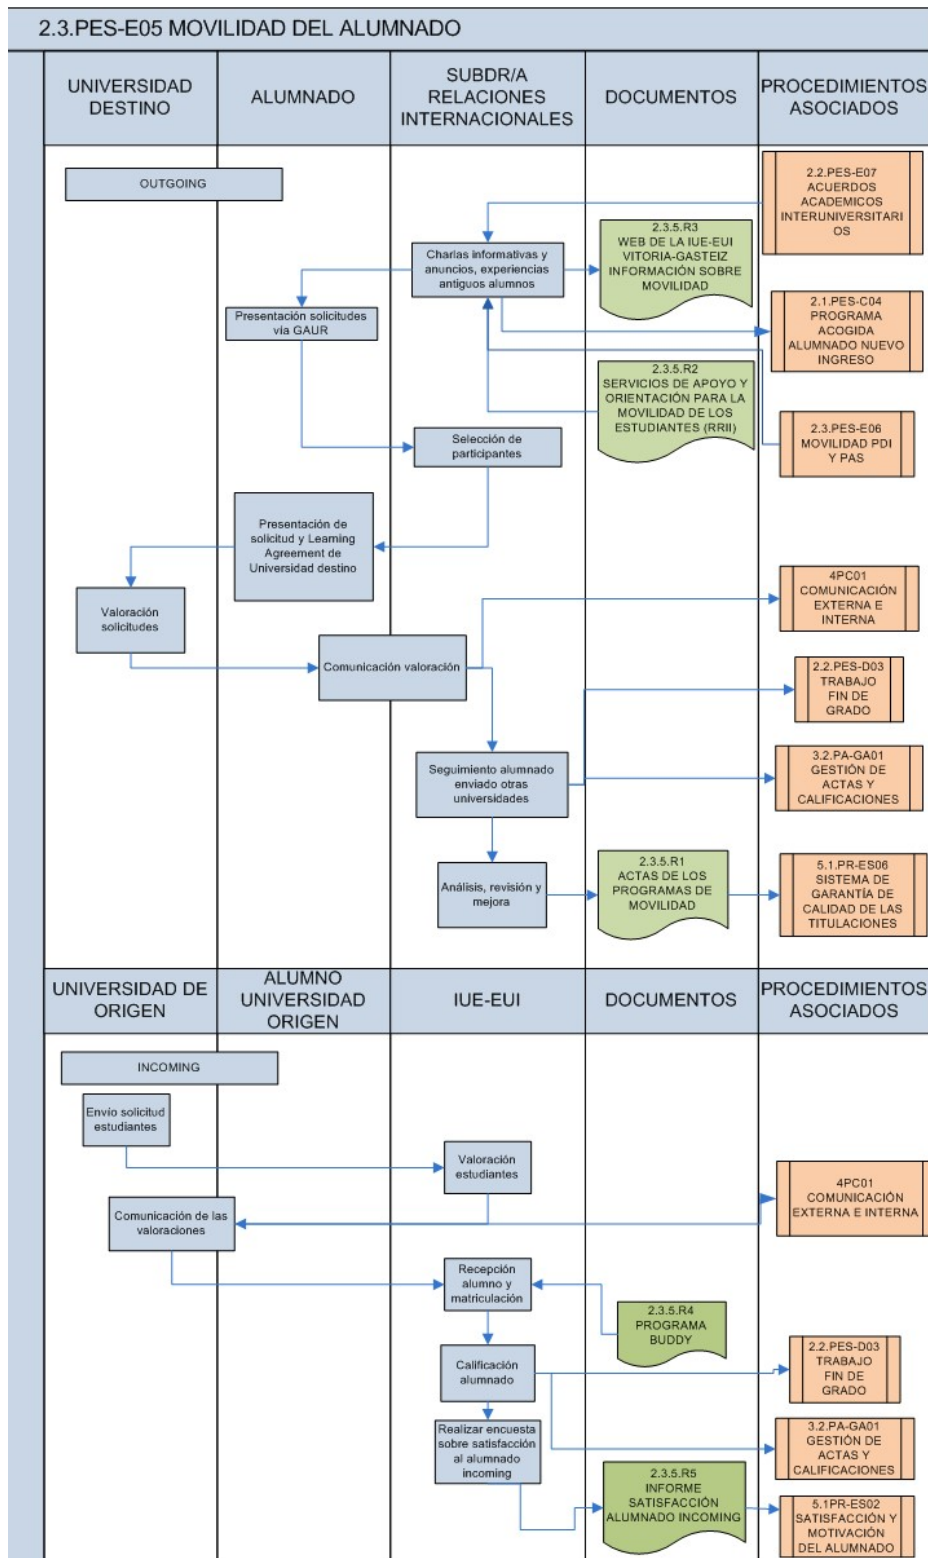 2.3.PES-E05 MOVILIDAD DEL ALUMNADO
UNIVERSIDAD
DESTINO
ALUMNADO
SUBDR/A
RELACIONES
INTERNACIONALES
DOCUMENTOS
PROCEDIMIENTOS
ASOCIADOS
OUTGOING
2.2.PES-E07
ACUERDOS
ACADEMICOS
INTERUNIVERSITARI
OS
Charlas informativas y
anuncios, experiencias
antiguos alumnos
2.3.5.R3
WEB DE LA IUE-EUI
VITORIA-GASTEIZ
INFORMACIÓN SOBRE
MOVILIDAD
Presentación solicitudes
vía GAUR
2.1.PES-C04
PROGRAMA
ACOGIDA
ALUMNADO NUEVO
INGRESO
2.3.5.R2
SERVICIOS DE APOYO Y
ORIENTACIÓN PARA LA
MOVILIDAD DE LOS
ESTUDIANTES (RRII)
Selección de
participantes
2.3.PES-E06
MOVILIDAD PDI
Y PAS
Presentación de
solicitud y Learning
Agreement de
Universidad destino
Valoración
solicitudes
4PC01
COMUNICACIÓN
EXTERNA E
INTERNA
Comunicación valoración
2.2.PES-D03
TRABAJO
FIN DE
GRADO
Seguimiento alumnado
enviado otras
universidades
3.2.PA-GA01
GESTIÓN DE
ACTAS Y
CALIFICACIONES
Análisis, revisión y
mejora
2.3.5.R1
ACTAS DE LOS
PROGRAMAS DE
MOVILIDAD
5.1.PR-ES06
SISTEMA DE
GARANTÍA DE
CALIDAD DE LAS
TITULACIONES
UNIVERSIDAD DE
ORIGEN
ALUMNO
UNIVERSIDAD
ORIGEN
IUE-EUI
DOCUMENTOS
PROCEDIMIENTOS
ASOCIADOS
INCOMING
Envío solicitud
estudiantes
Valoración
estudiantes
4PC01
COMUNICACIÓN
EXTERNA E INTERNA
Comunicación de las
valoraciones
Recepción
alumno y
matriculación
2.3.5.R4
PROGRAMA
BUDDY
Calificación
alumnado
2.2.PES-D03
TRABAJO
FIN DE
GRADO
Realizar encuesta
sobre satisfacción
al alumnado
incoming
3.2.PA-GA01
GESTIÓN DE
ACTAS Y
CALIFICACIONES
2.3.5.R5
INFORME
SATISFACCIÓN
ALUMNADO INCOMING
5.1PR-ES02
SATISFACCIÓN Y
MOTIVACIÓN
DEL ALUMNADO